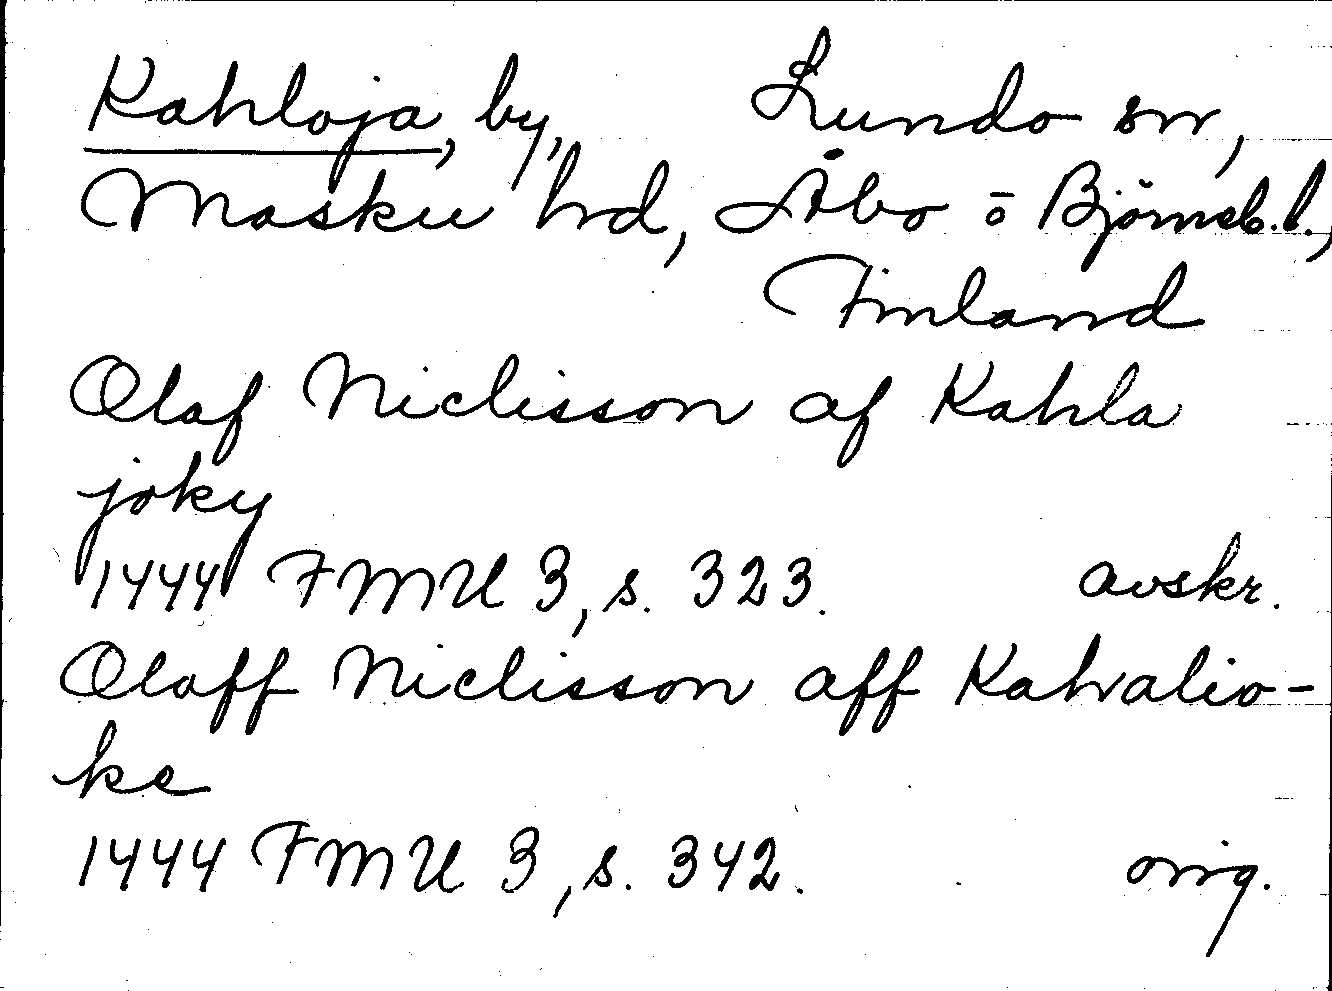 Kahloja, by, Lundo sn,
Masku hd, Åbo o Björneb.l.,
Finland
Olaf Niclisson af Kahla
joky
1444 FMU 3, s. 323. avskr.
Olaff Niclisson aff Kahvalio-
ke
1444 FMU 3, s. 342. orig.